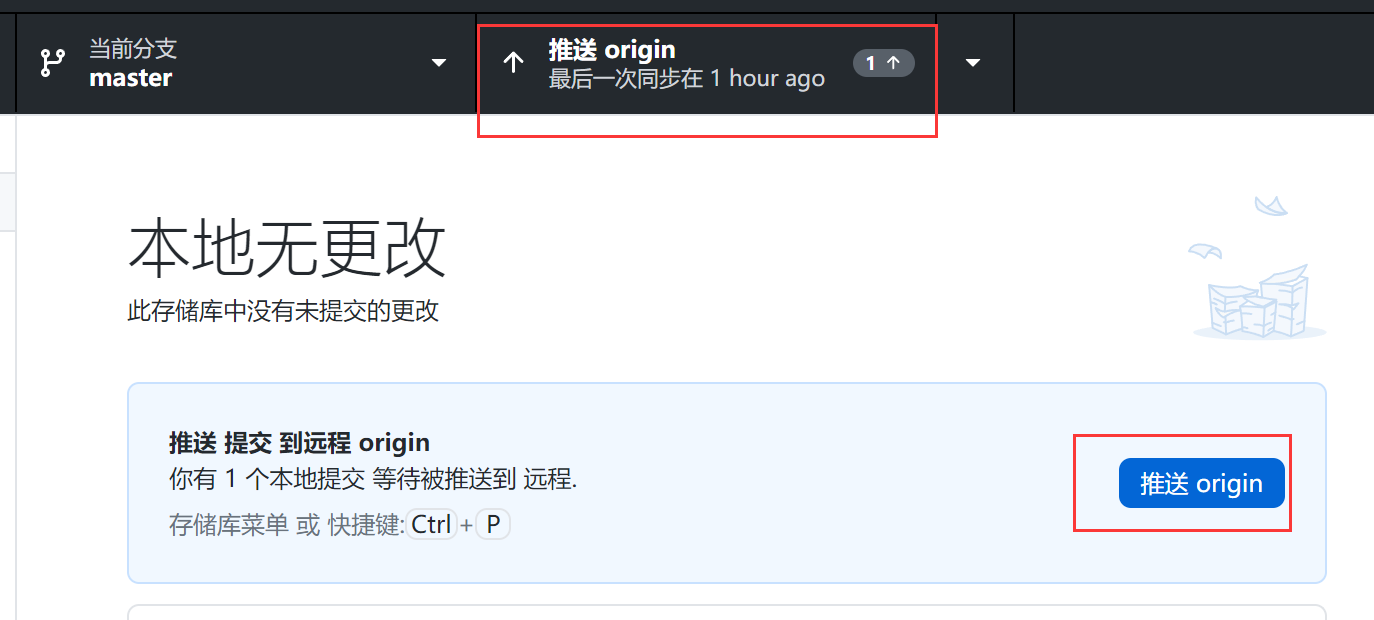 当前分支
master
推送 origin
最后一次同步在 1 hour ago
1
本地无更改
此存储库中没有未提交的更改
推送 提交 到远程 origin
你有 1 个本地提交 等待被推送到 远程.
存储库菜单 或 快捷键: Ctrl + P
推送 origin